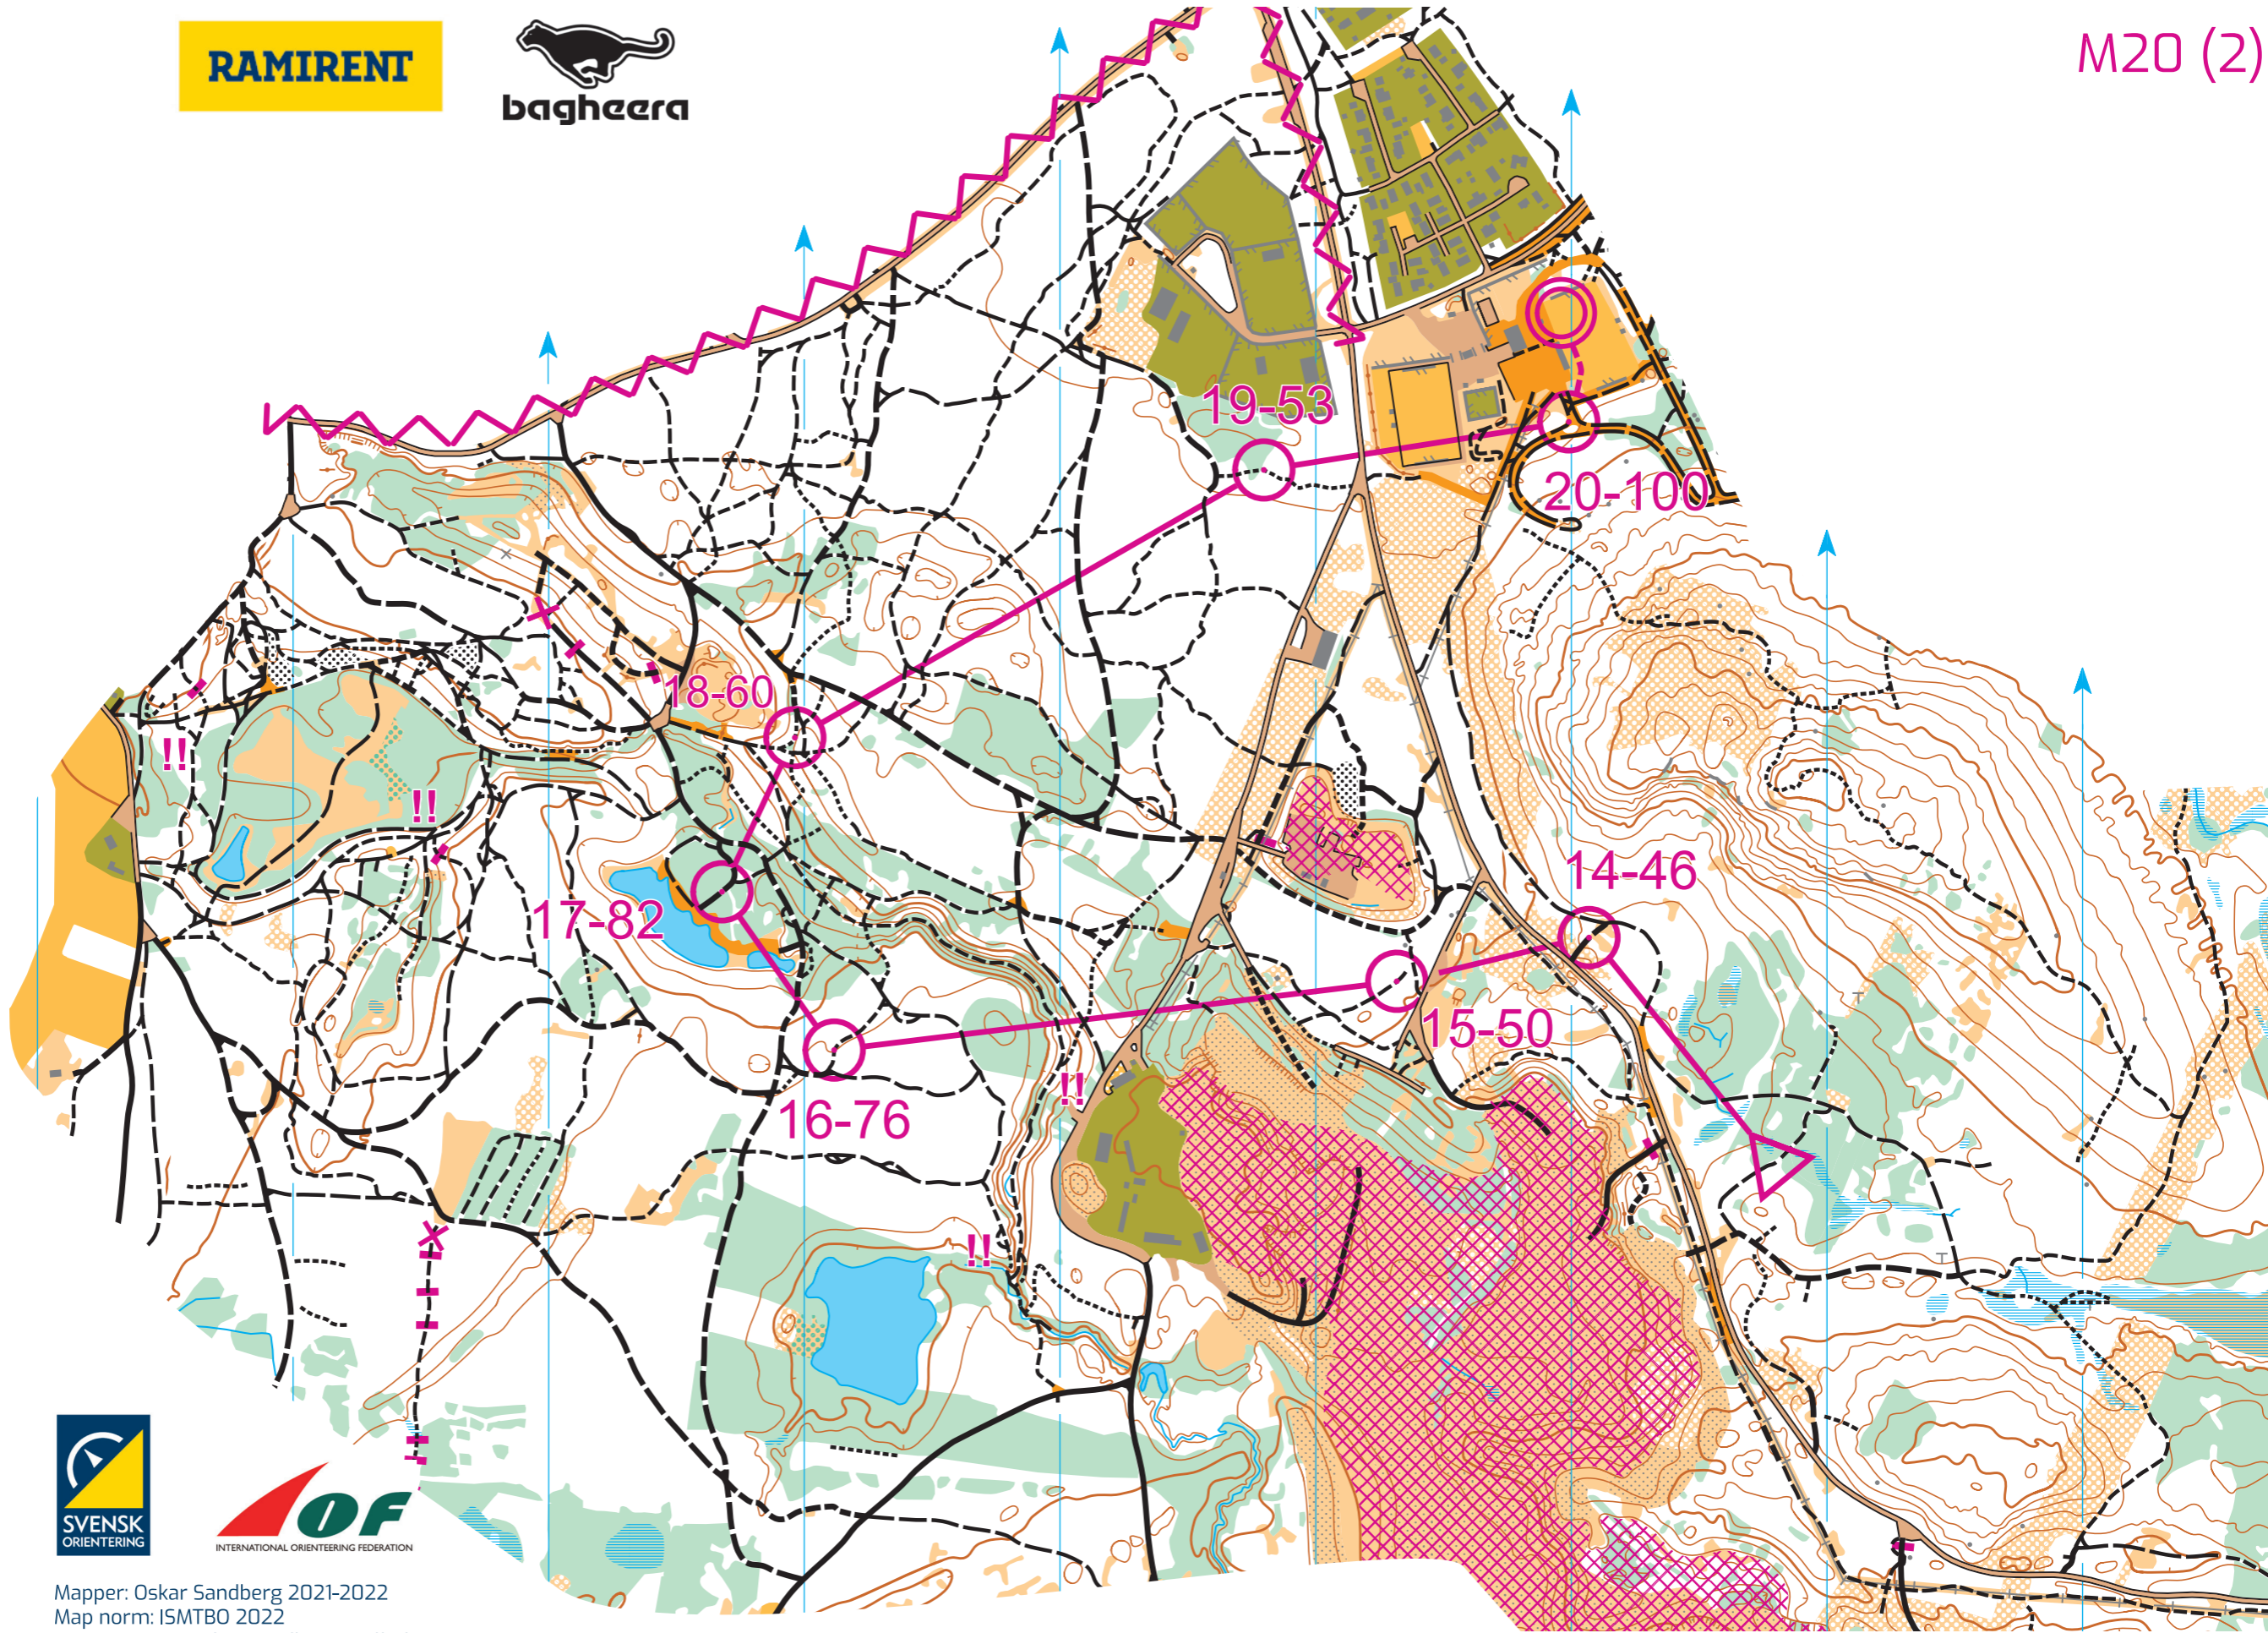 RAMIRENT
bagheera
M20 (2)
19-53
20-100
18-60
!!
!!
14-46
17-82
15-50
!!
16-76
!!
SVENSK
ORIENTERING
IOF
INTERNATIONAL ORIENTEERING FEDERATION
Mapper: Oskar Sandberg 2021-2022
Map norm: ISMTBO 2022